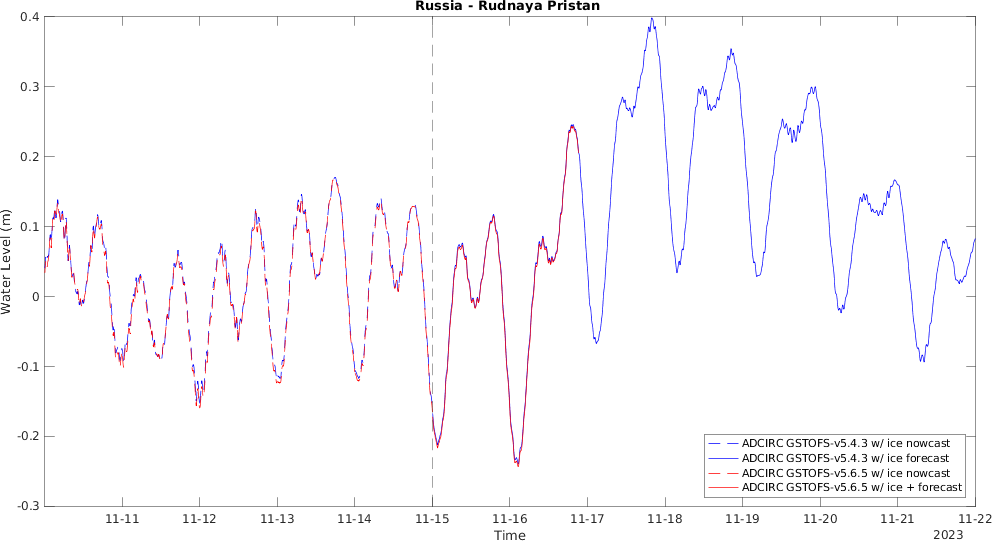 Russia - Rudnaya Pristan
0.4
0.3
0.2
0.1
0
-0.1
-0.2
-0.3
Water Level (m)
ADCIRC GSTOFS-v5.4.3 w/ ice nowcast
ADCIRC GSTOFS-v5.4.3 w/ ice forecast
ADCIRC GSTOFS-v5.6.5 w/ ice nowcast
ADCIRC GSTOFS-v5.6.5 w/ ice + forecast
11-11 11-12 11-13 11-14 11-15 11-16 11-17 11-18 11-19 11-20 11-21 11-22
Time
2023